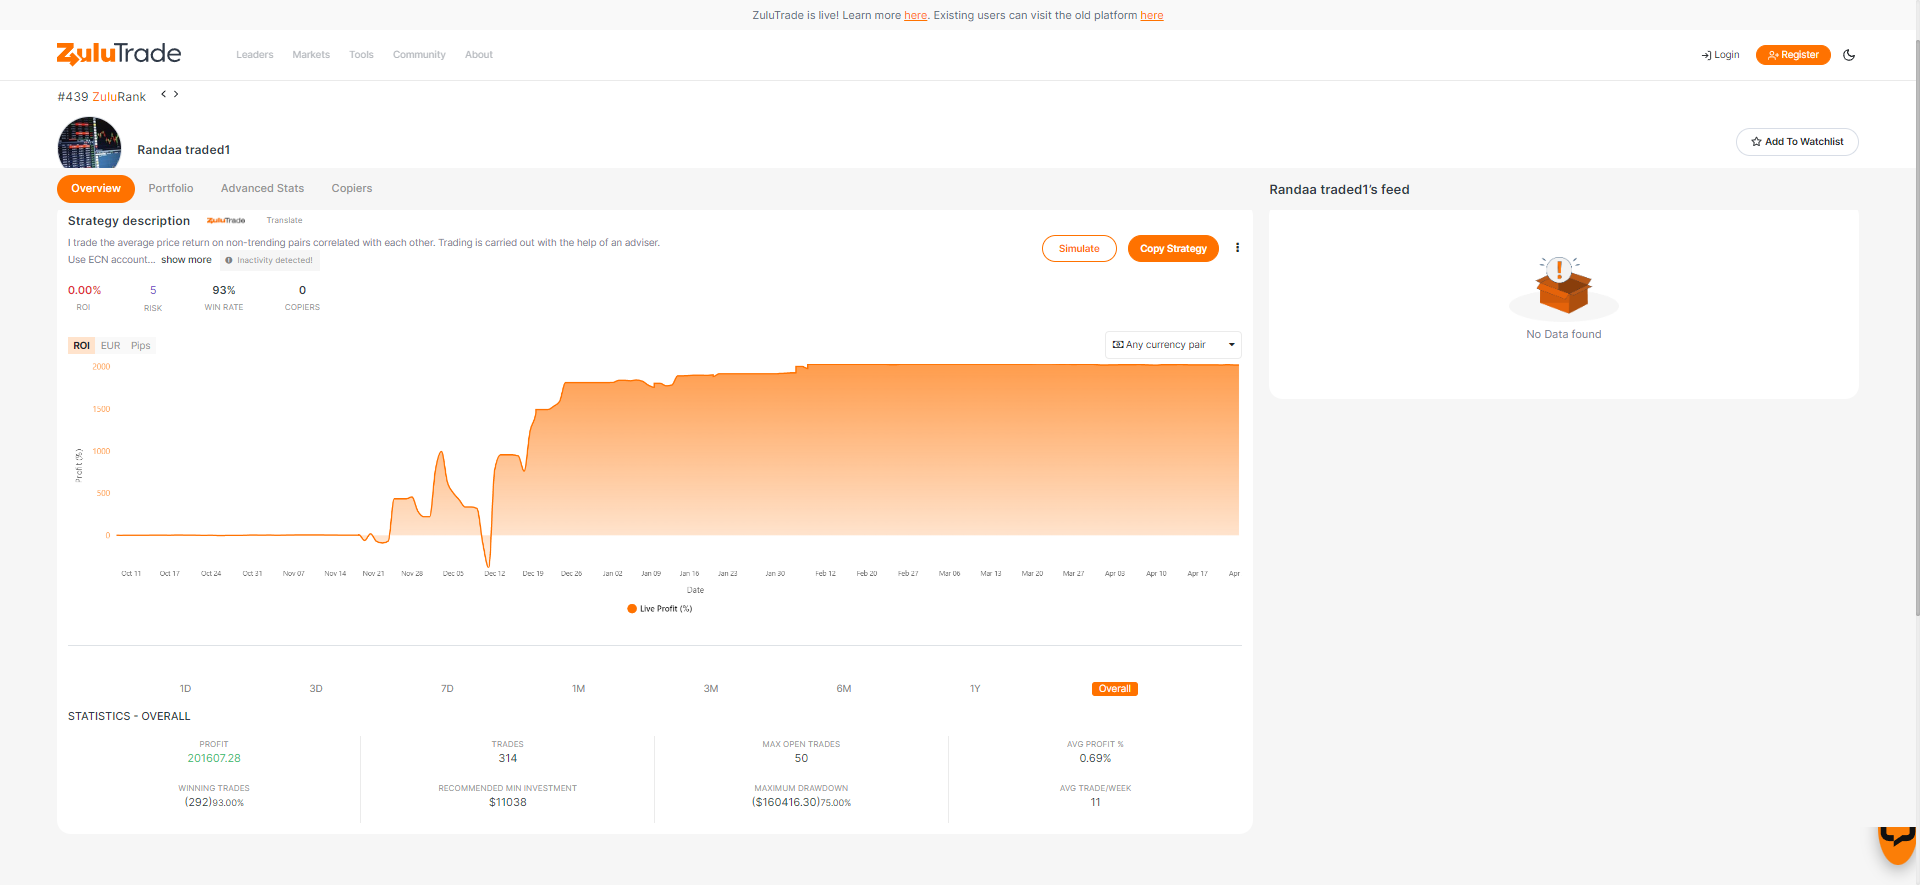 ZuluTrade is live! Learn more here. Existing users can visit the old platform here
ZuluTrade
Leaders Markets Tools Community About
Login Register
#439 ZuluRank
Randaa traded1
Add To Watchlist
Overview Portfolio Advanced Stats Copiers
Randaa traded1's feed
Strategy description ZuluTrade Translate
I trade the average price return on non-trending pairs correlated with each other. Trading is carried out with the help of an adviser.
Use ECN account... show more Inactivity detected!
Simulate Copy Strategy
0.00% 5 93% 0
ROI RISK WIN RATE COPIERS
No Data found
ROI EUR Pips
Any currency pair
2000
1500
1000
500
0
Profit (%)
Oct 11 Oct 17 Oct 24 Oct 31 Nov 07 Nov 14 Nov 21 Nov 28 Dec 05 Dec 12 Dec 19 Dec 26 Jan 02 Jan 09 Jan 16 Jan 23 Jan 30 Feb 12 Feb 20 Feb 27 Mar 06 Mar 13 Mar 20 Mar 27 Apr 03 Apr 10 Apr 17 Apr
Date
Live Profit (%)
1D 3D 7D 1M 3M 6M 1Y Overall
STATISTICS - OVERALL
PROFIT TRADES MAX OPEN TRADES AVG PROFIT %
201607.28 314 50 0.69%
WINNING TRADES RECOMMENDED MIN INVESTMENT MAXIMUM DRAWDOWN AVG TRADE/WEEK
(292)93.00% $11038 ($160416.30)75.00% 11